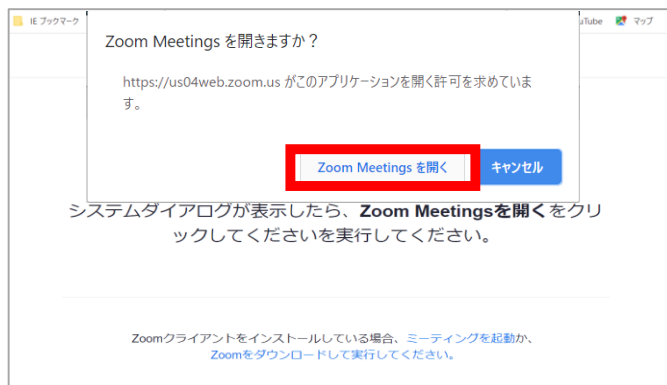 IE ブックマーク
uTube マップ
Zoom Meetings を開きますか？
https://us04web.zoom.us がこのアプリケーションを開く許可を求めていま
す。
Zoom Meetings を開く キャンセル
システムダイアログが表示したら、Zoom Meetingsを開くをクリ
ックしてくださいを実行してください。
Zoomクライアントをインストールしている場合、ミーティングを起動か、
Zoomをダウンロードして実行してください。